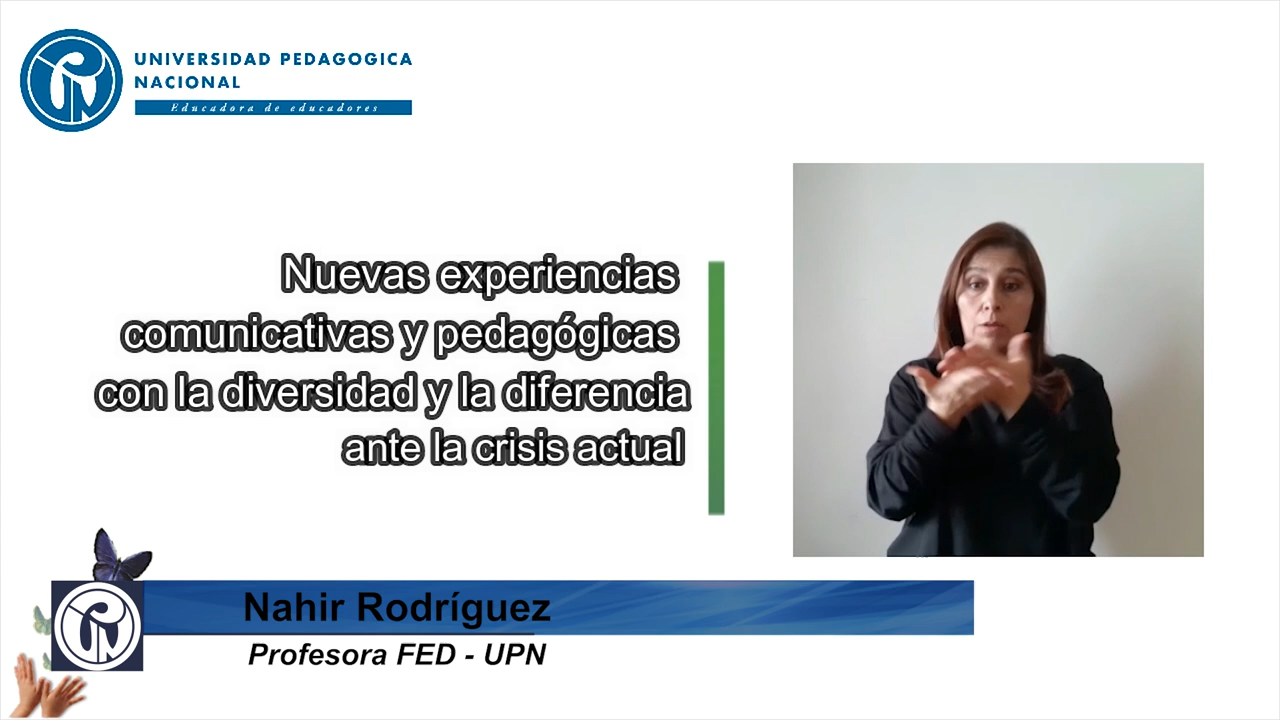 UNIVERSIDAD PEDAGOGICA
NACIONAL
Educadora de educadores
Nuevas experiencias
comunicativas y pedagógicas
con la diversidad y la diferencia
ante la crisis actual
Nahir Rodríguez
Profesora FED - UPN